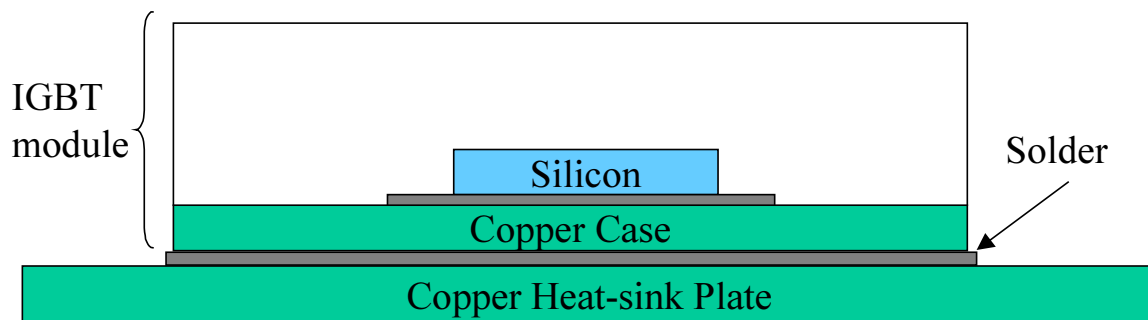 IGBT
module
Silicon
Solder
Copper Case
Copper Heat-sink Plate